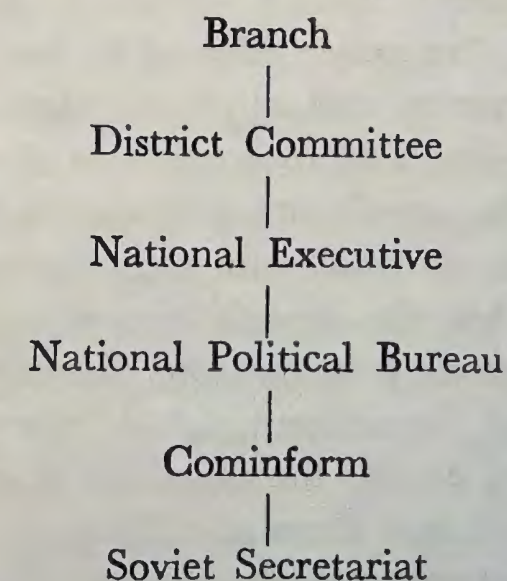 Branch
District Committee
National Executive
National Political Bureau
Cominform
Soviet Secretariat